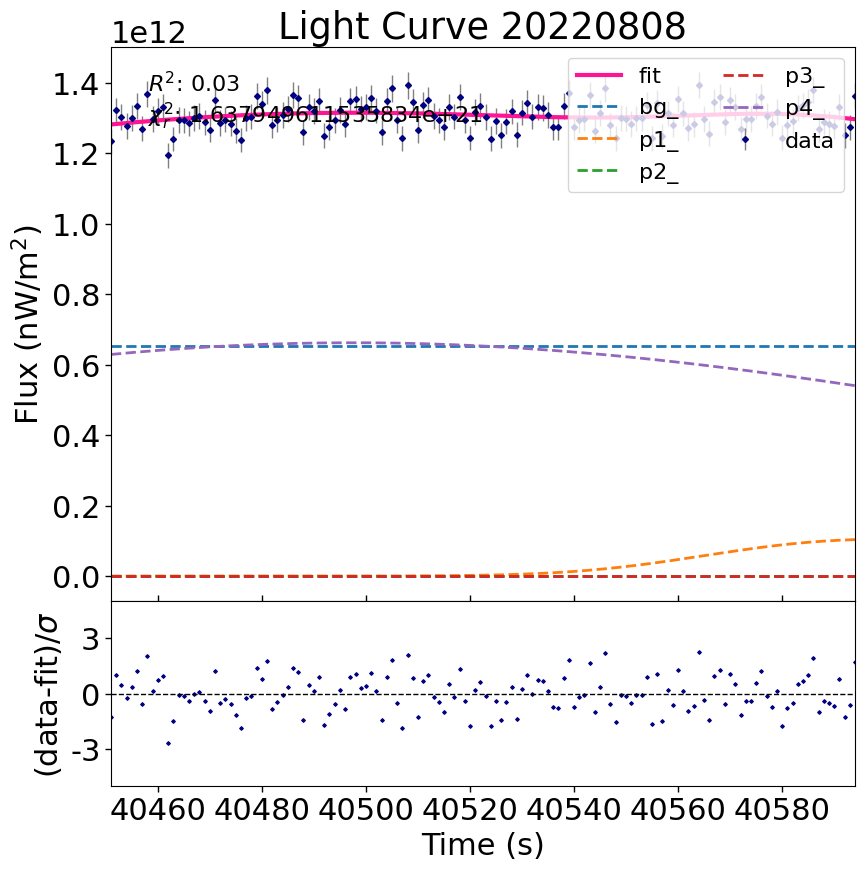 Light Curve 20220808
1e12
R²: 0.03
fit
bg_
p1_
p2_
p3_
p4_
data
1.4
1.2
1.0
0.8
0.6
0.4
0.2
0.0
Flux (nW/m²)
3
0
-3
(data-fit)/σ
40460 40480 40500 40520 40540 40560 40580
Time (s)